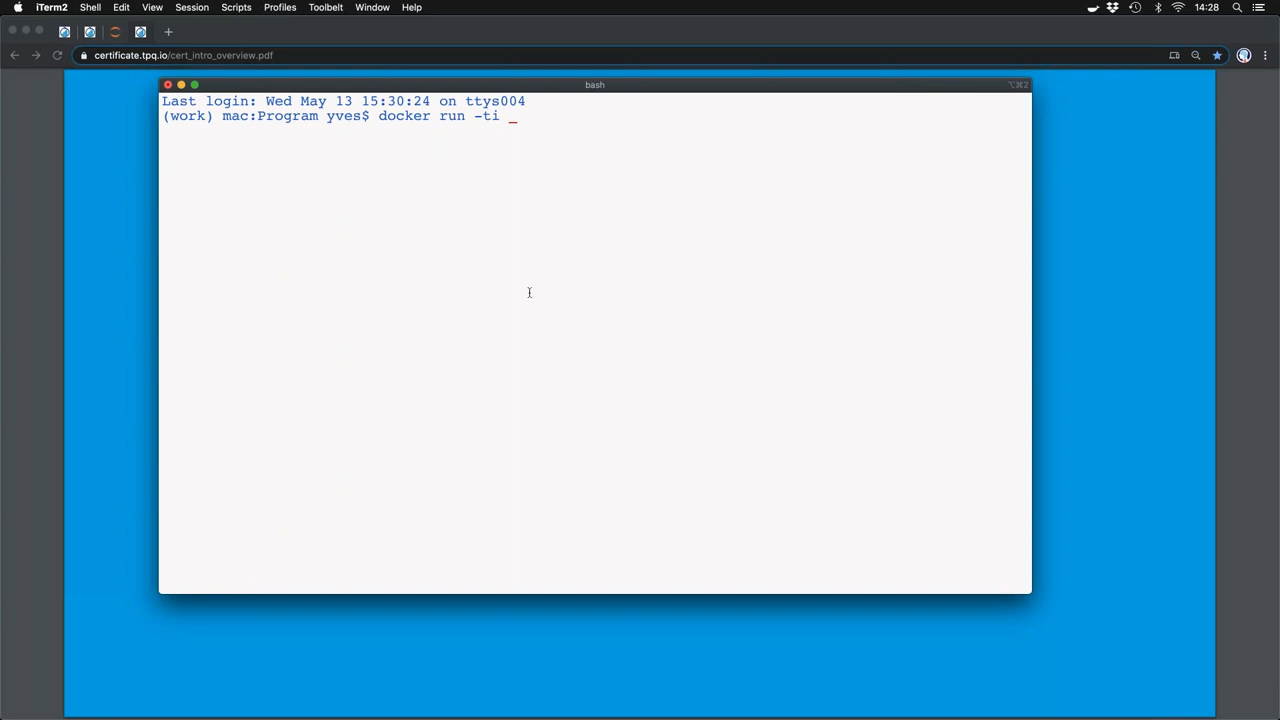 iTerm2 Shell Edit View Session Scripts Profiles Toolbelt Window Help 14:28
certificate.tpq.io/cert_intro_overview.pdf
bash ⌥⌘2
Last login: Wed May 13 15:30:24 on ttys004
(work) mac:Program yves$ docker run -ti _